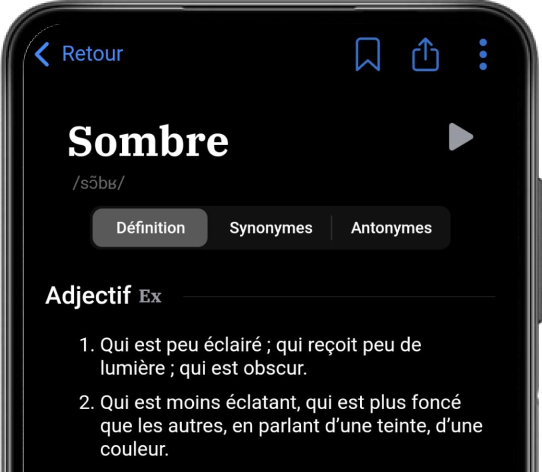 Retour
Sombre
/sɔ̃bʁ/
Définition Synonymes Antonymes
Adjectif Ex
1. Qui est peu éclairé ; qui reçoit peu de
lumière ; qui est obscur.
2. Qui est moins éclatant, qui est plus foncé
que les autres, en parlant d’une teinte, d’une
couleur.